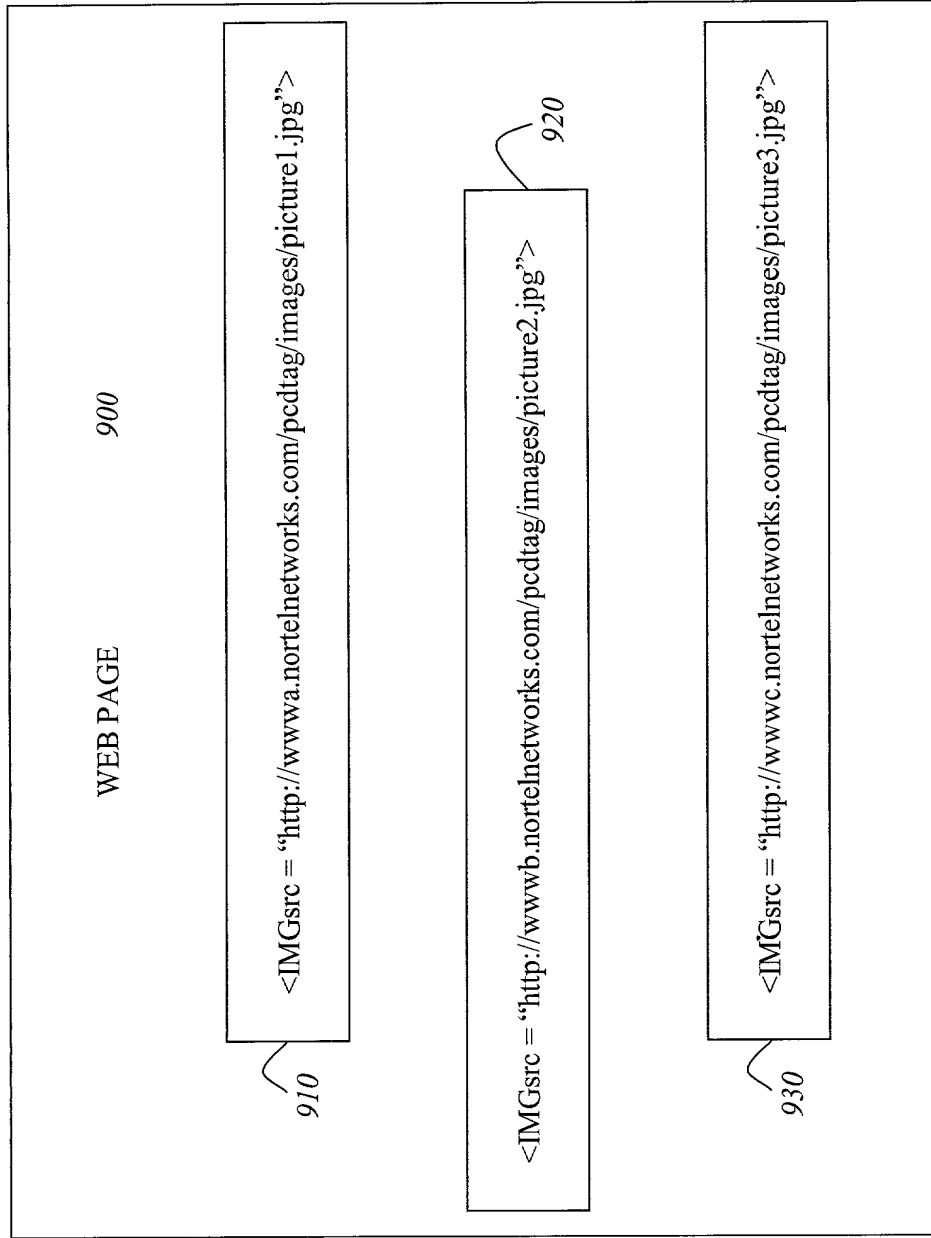 WEB PAGE 900
<IMGsrc = “http://wwwa.nortelnetworks.com/pcdtag/images/picture1.jpg”>
910
<IMGsrc = “http://wwwb.nortelnetworks.com/pcdtag/images/picture2.jpg”>
920
<IMGsrc = “http://wwwc.nortelnetworks.com/pcdtag/images/picture3.jpg”>
930